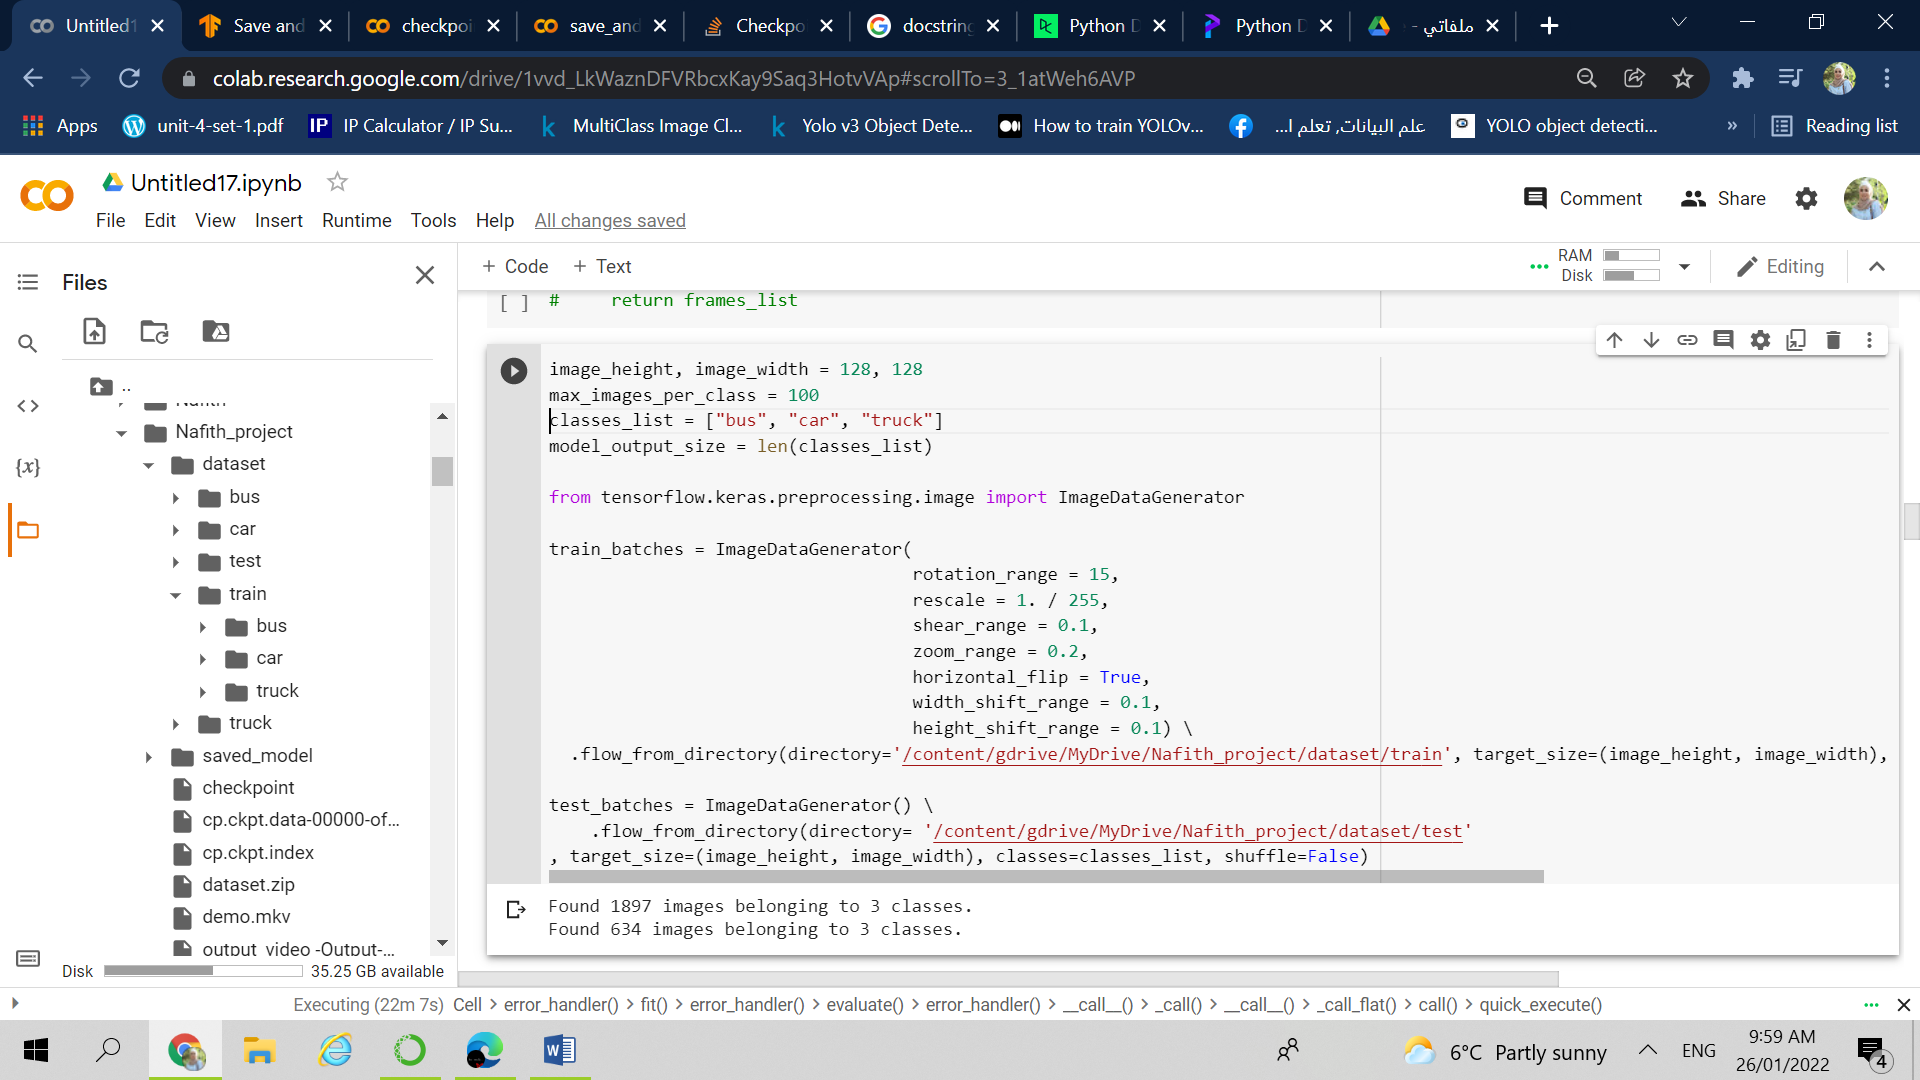 Untitled1
Save and
checkpoi
save_and
Checkpo
docstring
Python D
Python D
ملفاتي -
colab.research.google.com/drive/1vvd_LkWaznDFVRbcxKay9Saq3HotvVAp#scrollTo=3_1atWeh6AVP
Apps
unit-4-set-1.pdf
IP Calculator / IP Su...
MultiClass Image Cl...
Yolo v3 Object Dete...
How to train YOLOv...
علم البيانات, تعلم ا...
YOLO object detecti...
»
Reading list
Untitled17.ipynb
File Edit View Insert Runtime Tools Help All changes saved
Comment
Share
Files
+ Code + Text
RAM
Disk
Editing
[ ] # return frames_list
..
Nafith
Nafith_project
dataset
bus
car
test
train
bus
car
truck
truck
saved_model
checkpoint
cp.ckpt.data-00000-of...
cp.ckpt.index
dataset.zip
demo.mkv
output_video -Output-...
Disk 35.25 GB available
image_height, image_width = 128, 128
max_images_per_class = 100
classes_list = ["bus", "car", "truck"]
model_output_size = len(classes_list)
from tensorflow.keras.preprocessing.image import ImageDataGenerator
train_batches = ImageDataGenerator(
rotation_range = 15,
rescale = 1. / 255,
shear_range = 0.1,
zoom_range = 0.2,
horizontal_flip = True,
width_shift_range = 0.1,
height_shift_range = 0.1) \
.flow_from_directory(directory='/content/gdrive/MyDrive/Nafith_project/dataset/train', target_size=(image_height, image_width),
test_batches = ImageDataGenerator() \
.flow_from_directory(directory= '/content/gdrive/MyDrive/Nafith_project/dataset/test'
, target_size=(image_height, image_width), classes=classes_list, shuffle=False)
Found 1897 images belonging to 3 classes.
Found 634 images belonging to 3 classes.
Executing (22m 7s) Cell > error_handler() > fit() > error_handler() > evaluate() > error_handler() > __call__() > _call() > __call__() > _call_flat() > call() > quick_execute()
6°C Partly sunny
ENG
9:59 AM
26/01/2022
4